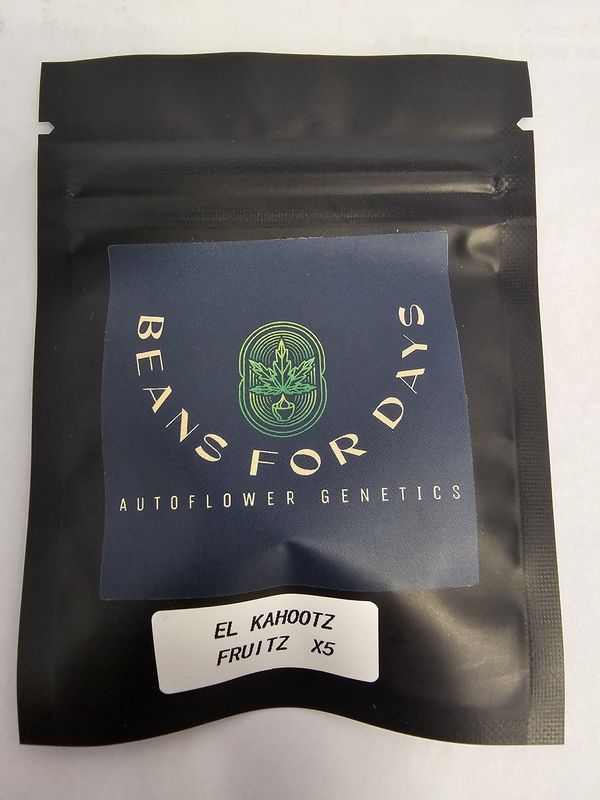 BEANS FOR DAYS
AUTOFLOWER GENETICS
EL KAHOOTZ
FRUITZ X5